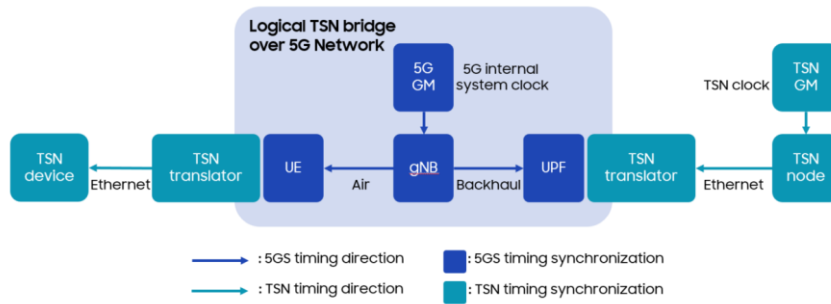 Logical TSN bridge
over 5G Network
5G
GM
5G internal
system clock
TSN clock
TSN
GM
TSN
device
Ethernet
TSN
translator
UE
Air
gNB
Backhaul
UPF
TSN
translator
Ethernet
TSN
node
: 5GS timing direction
: 5GS timing synchronization
: TSN timing direction
: TSN timing synchronization